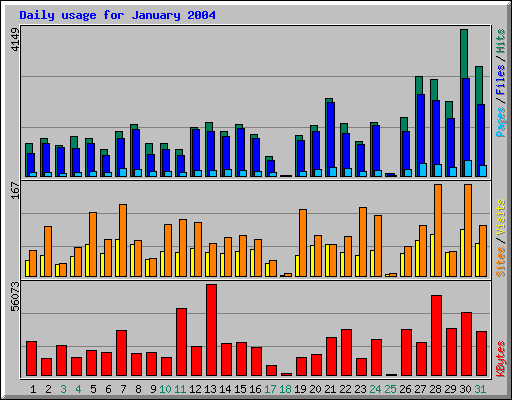 Daily usage for January 2004
4149
Pages / Files / Hits
167
Sites / Visits
56073
KBytes
1 2 3 4 5 6 7 8 9 10 11 12 13 14 15 16 17 18 19 20 21 22 23 24 25 26 27 28 29 30 31